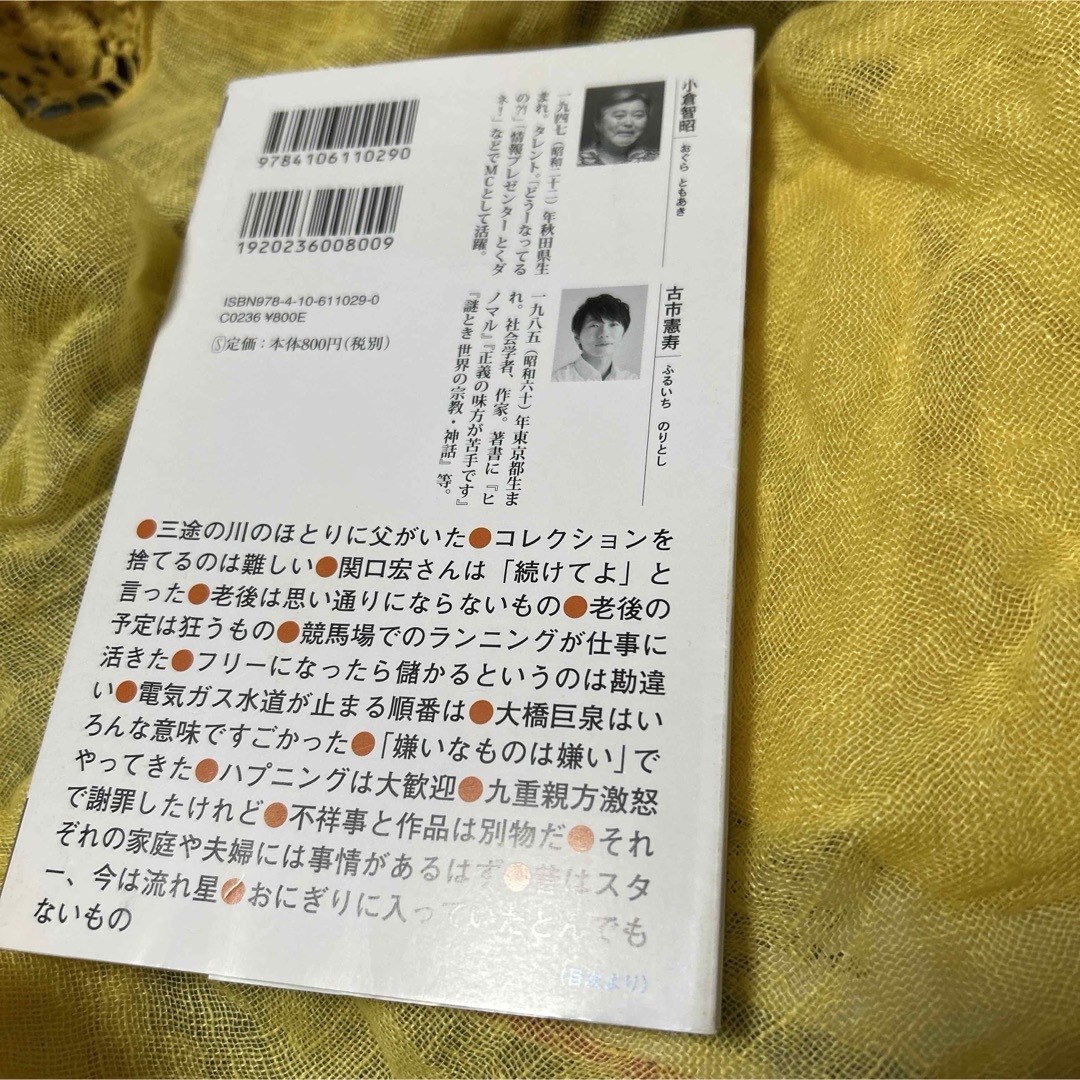 9784106110290
1920236008009
ISBN978-4-10-611029-0
C0236 ¥800E
Ⓢ定価:本体800円(税別)
小倉智昭 おぐら ともあき
一九四七(昭和二十二)年秋田県生
まれ。タレント。「どうーなってる
の?!」「情報プレゼンター とくダ
ネ!」などでMCとして活躍。
古市憲寿 ふるいち のりとし
一九八五(昭和六十)年東京都生ま
れ。社会学者、作家。著書に『ヒ
ノマル』『正義の味方が苦手です』
『謎とき 世界の宗教・神話』等。
●三途の川のほとりに父がいた●コレクションを
捨てるのは難しい●関口宏さんは「続けてよ」と
言った●老後は思い通りにならないもの●老後の
予定は狂うもの●競馬場でのランニングが仕事に
活きた●フリーになったら儲かるというのは勘違
い●電気ガス水道が止まる順番は●大橋巨泉はい
ろんな意味ですごかった●「嫌いなものは嫌い」で
やってきた●ハプニングは大歓迎●九重親方激怒
で謝罪したけれど●不祥事と作品は別物だ●それ
ぞれの家庭や夫婦には事情があるはず●昔はスタ
ー、今は流れ星●おにぎりに入っていたとんでも
ないもの
(目次より)